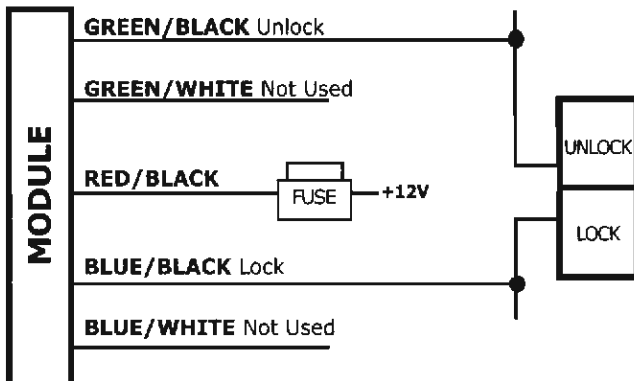 GREEN/BLACK Unlock
GREEN/WHITE Not Used
UNLOCK
MODULE
RED/BLACK
FUSE
+12V
LOCK
BLUE/BLACK Lock
BLUE/WHITE Not Used